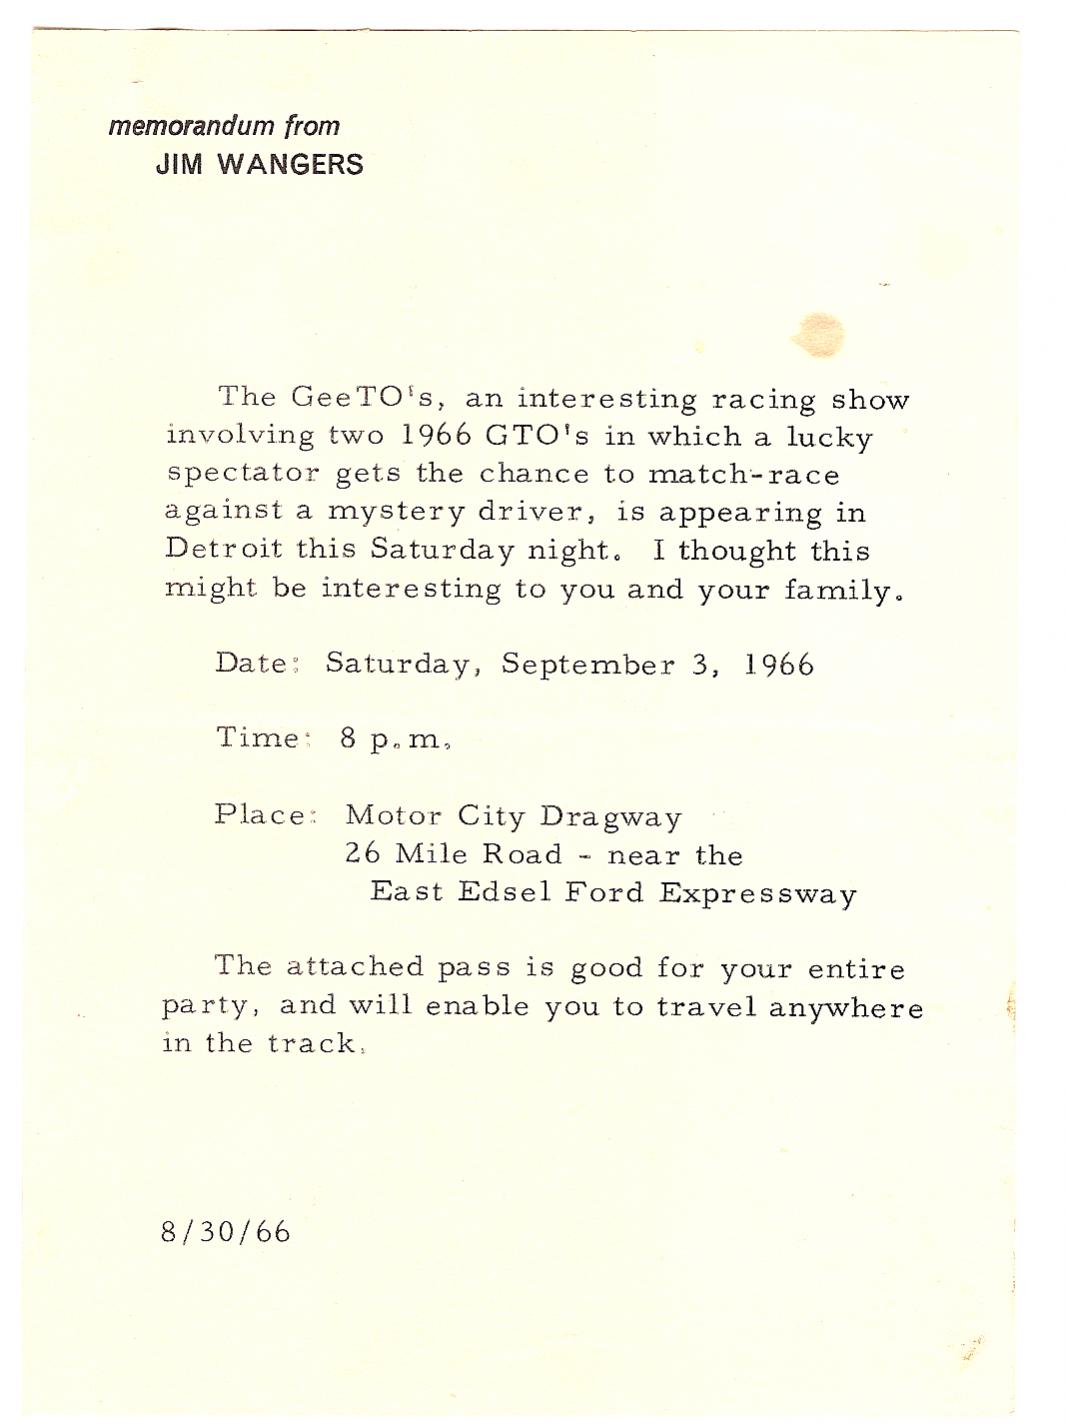 memorandum from
JIM WANGERS
The GeeTO's, an interesting racing show
involving two 1966 GTO's in which a lucky
spectator gets the chance to match-race
against a mystery driver, is appearing in
Detroit this Saturday night. I thought this
might be interesting to you and your family.
Date: Saturday, September 3, 1966
Time: 8 p.m.
Place: Motor City Dragway
26 Mile Road - near the
East Edsel Ford Expressway
The attached pass is good for your entire
party, and will enable you to travel anywhere
in the track.
8/30/66